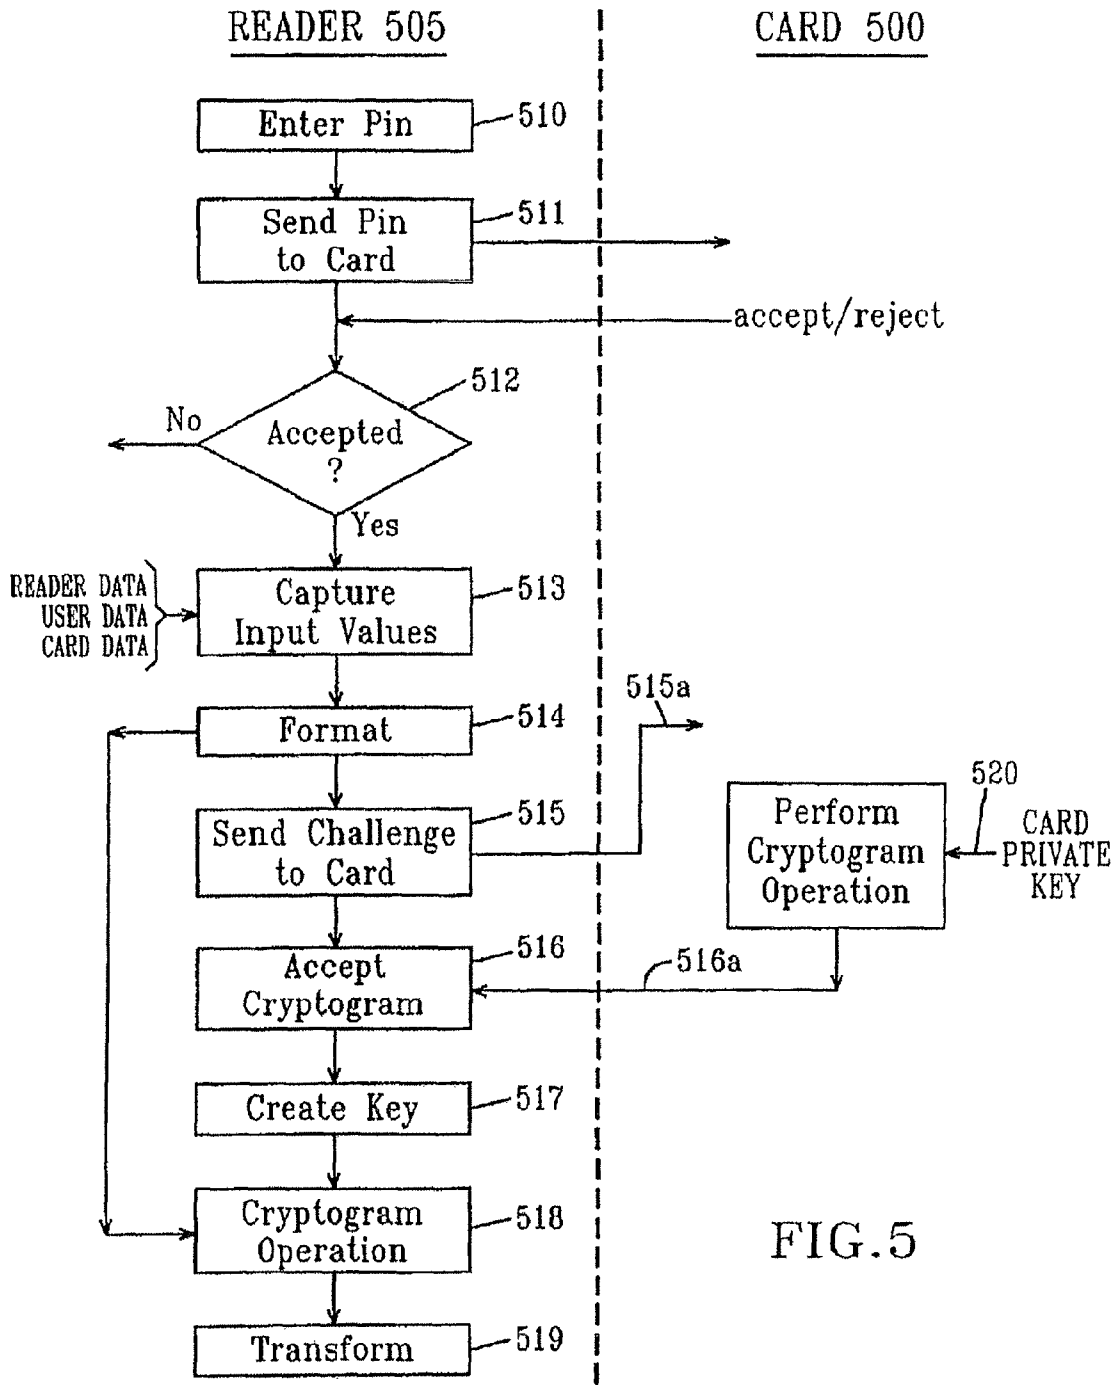 READER 505
CARD 500
Enter Pin
510
Send Pin
to Card
511
accept/reject
Accepted
?
512
No
Yes
READER DATA
USER DATA
CARD DATA
Capture
Input Values
513
Format
514
515a
Send Challenge
to Card
515
Perform
Cryptogram
Operation
520
CARD
PRIVATE
KEY
Accept
Cryptogram
516
516a
Create Key
517
Cryptogram
Operation
518
FIG.5
Transform
519